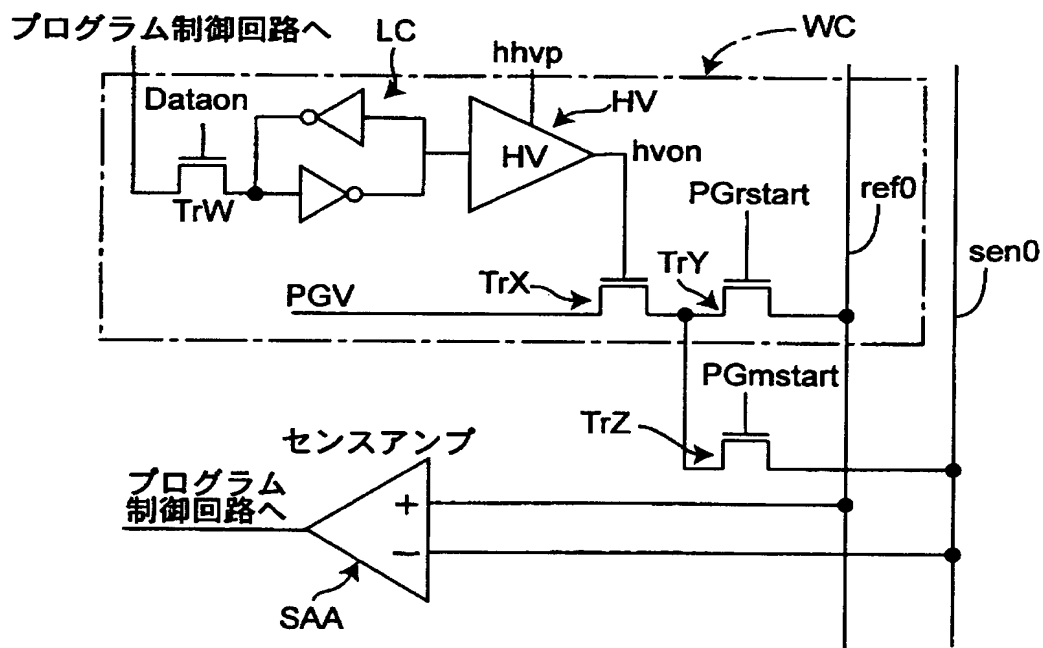 プログラム制御回路へ
LC
WC
hhvp
Dataon
HV
HV
hvon
TrW
PGrstart
ref0
sen0
TrX
TrY
PGV
PGmstart
TrZ
センスアンプ
プログラム
制御回路へ
+
−
SAA